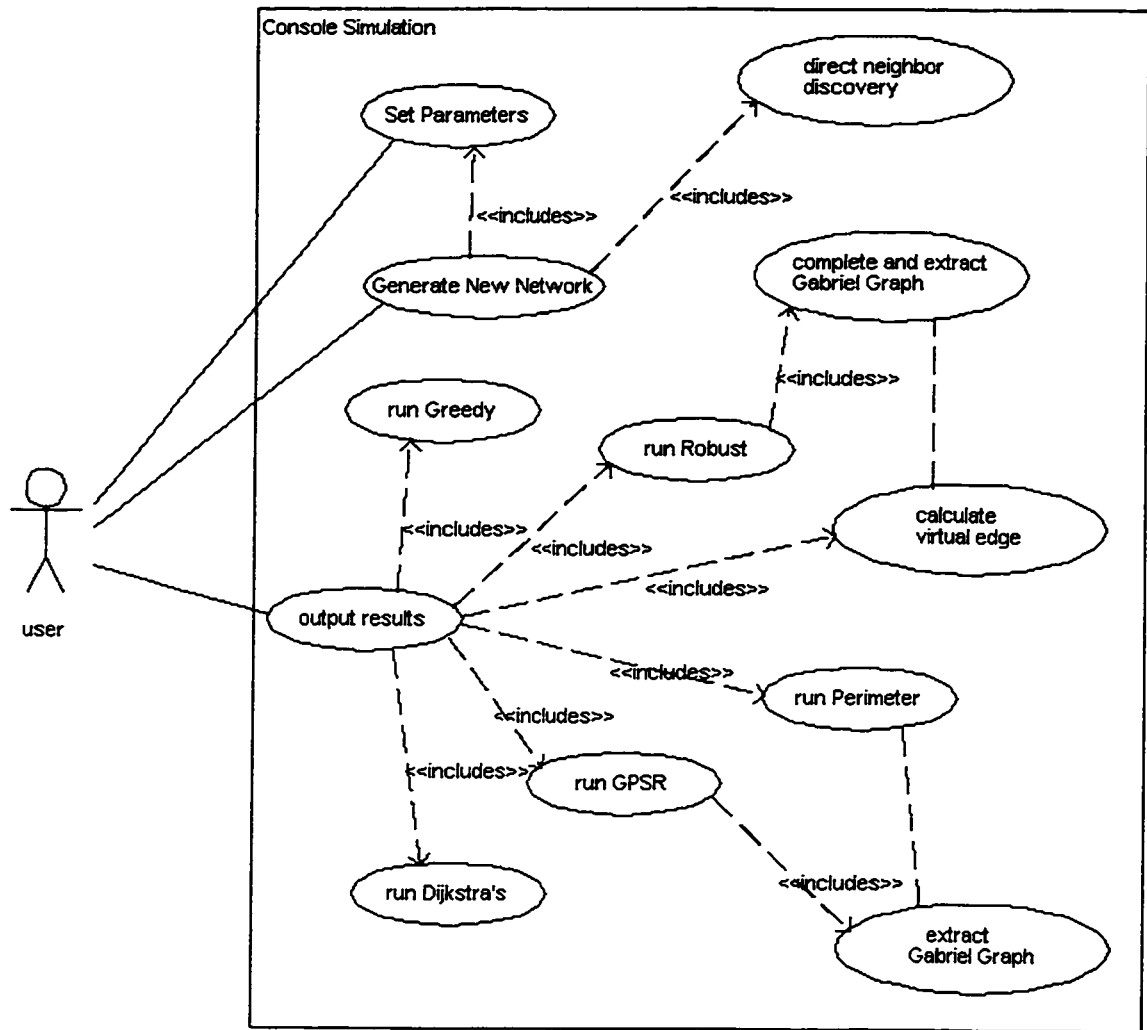 Console Simulation
direct neighbor
discovery
Set Parameters
<<includes>>
<<includes>>
Generate New Network
complete and extract
Gabriel Graph
<<includes>>
run Greedy
run Robust
calculate
virtual edge
<<includes>>
<<includes>>
<<includes>>
user
output results
<<includes>>
run Perimeter
<<includes>>
<<includes>>
run GPSR
run Dijkstra's
<<includes>>
extract
Gabriel Graph